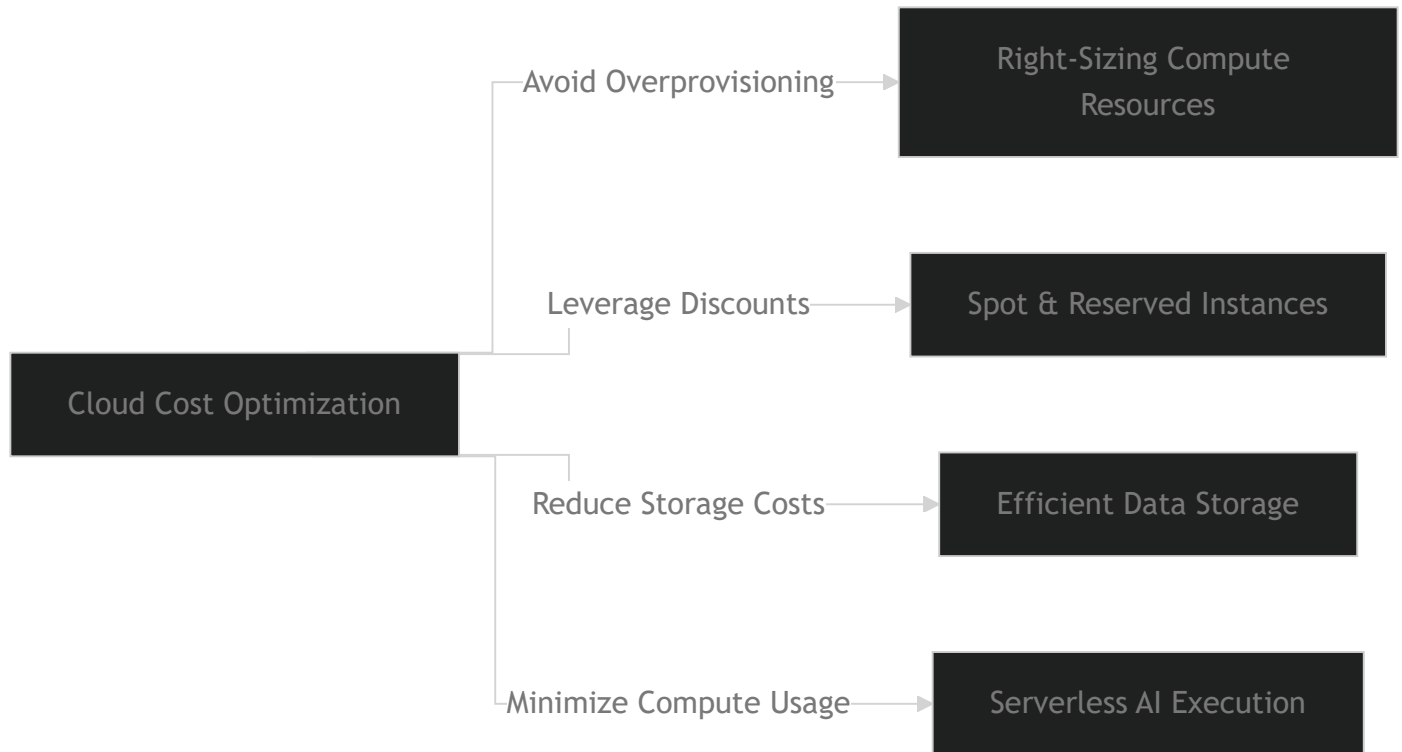 Avoid Overprovisioning
Right-Sizing Compute
Resources
Leverage Discounts
Spot & Reserved Instances
Cloud Cost Optimization
Reduce Storage Costs
Efficient Data Storage
Minimize Compute Usage
Serverless AI Execution